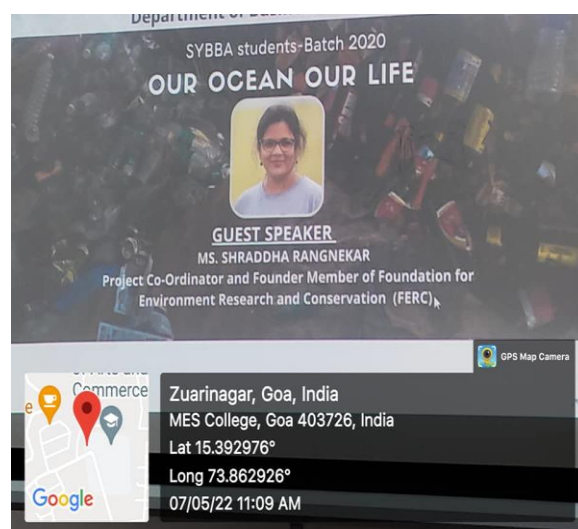 SYBBA students-Batch 2020
OUR OCEAN OUR LIFE
GUEST SPEAKER
MS. SHRADDHA RANGNEKAR
Project Co-Ordinator and Founder Member of Foundation for
Environment Research and Conservation (FERC)
GPS Map Camera
Commerce
Google
Zuarinagar, Goa, India
MES College, Goa 403726, India
Lat 15.392976°
Long 73.862926°
07/05/22 11:09 AM